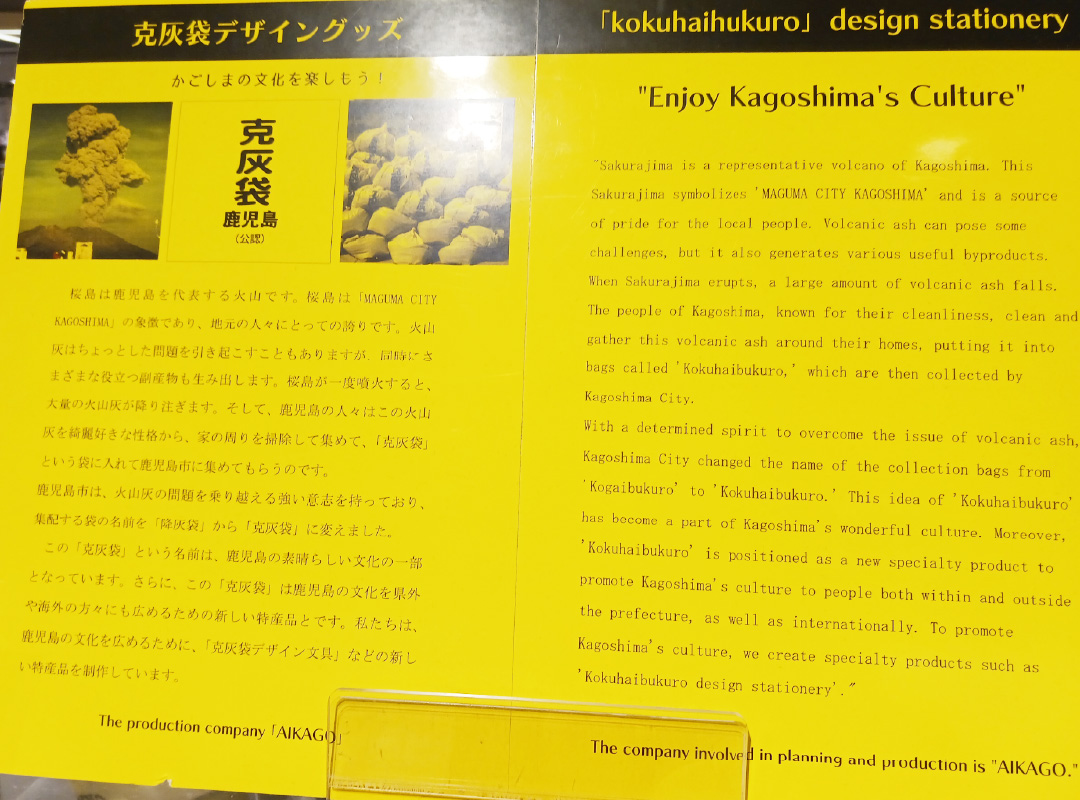 克灰袋デザイングッズ
かごしまの文化を楽しもう！
克
灰
袋
鹿児島
（公認）
桜島は鹿児島を代表する火山です。桜島は「MAGUMA CITY
KAGOSHIMA」の象徴であり、地元の人々にとっての誇りです。火山
灰はちょっとした問題を引き起こすこともありますが、同時にさ
まざまな役立つ副産物も生み出します。桜島が一度噴火すると、
大量の火山灰が降り注ぎます。そして、鹿児島の人々はこの火山
灰を綺麗好きな性格から、家の周りを掃除して集めて、「克灰袋」
という袋に入れて鹿児島市に集めてもらうのです。
鹿児島市は、火山灰の問題を乗り越える強い意志を持っており、
集配する袋の名前を「降灰袋」から「克灰袋」に変えました。
この「克灰袋」という名前は、鹿児島の素晴らしい文化の一部
となっています。さらに、この「克灰袋」は鹿児島の文化を県外
や海外の方々にも広めるための新しい特産品とです。私たちは、
鹿児島の文化を広めるために、「克灰袋デザイン文具」などの新し
い特産品を制作しています。
The production company「AIKAGO」
「kokuhaihukuro」design stationery
"Enjoy Kagoshima's Culture"
"Sakurajima is a representative volcano of Kagoshima. This
Sakurajima symbolizes 'MAGUMA CITY KAGOSHIMA' and is a source
of pride for the local people. Volcanic ash can pose some
challenges, but it also generates various useful byproducts.
When Sakurajima erupts, a large amount of volcanic ash falls.
The people of Kagoshima, known for their cleanliness, clean and
gather this volcanic ash around their homes, putting it into
bags called 'Kokuhaibukuro,' which are then collected by
Kagoshima City.
With a determined spirit to overcome the issue of volcanic ash,
Kagoshima City changed the name of the collection bags from
'Kogaibukuro' to 'Kokuhaibukuro.' This idea of 'Kokuhaibukuro'
has become a part of Kagoshima's wonderful culture. Moreover,
'Kokuhaibukuro' is positioned as a new specialty product to
promote Kagoshima's culture to people both within and outside
the prefecture, as well as internationally. To promote
Kagoshima's culture, we create specialty products such as
'Kokuhaibukuro design stationery'."
The company involved in planning and production is "AIKAGO."